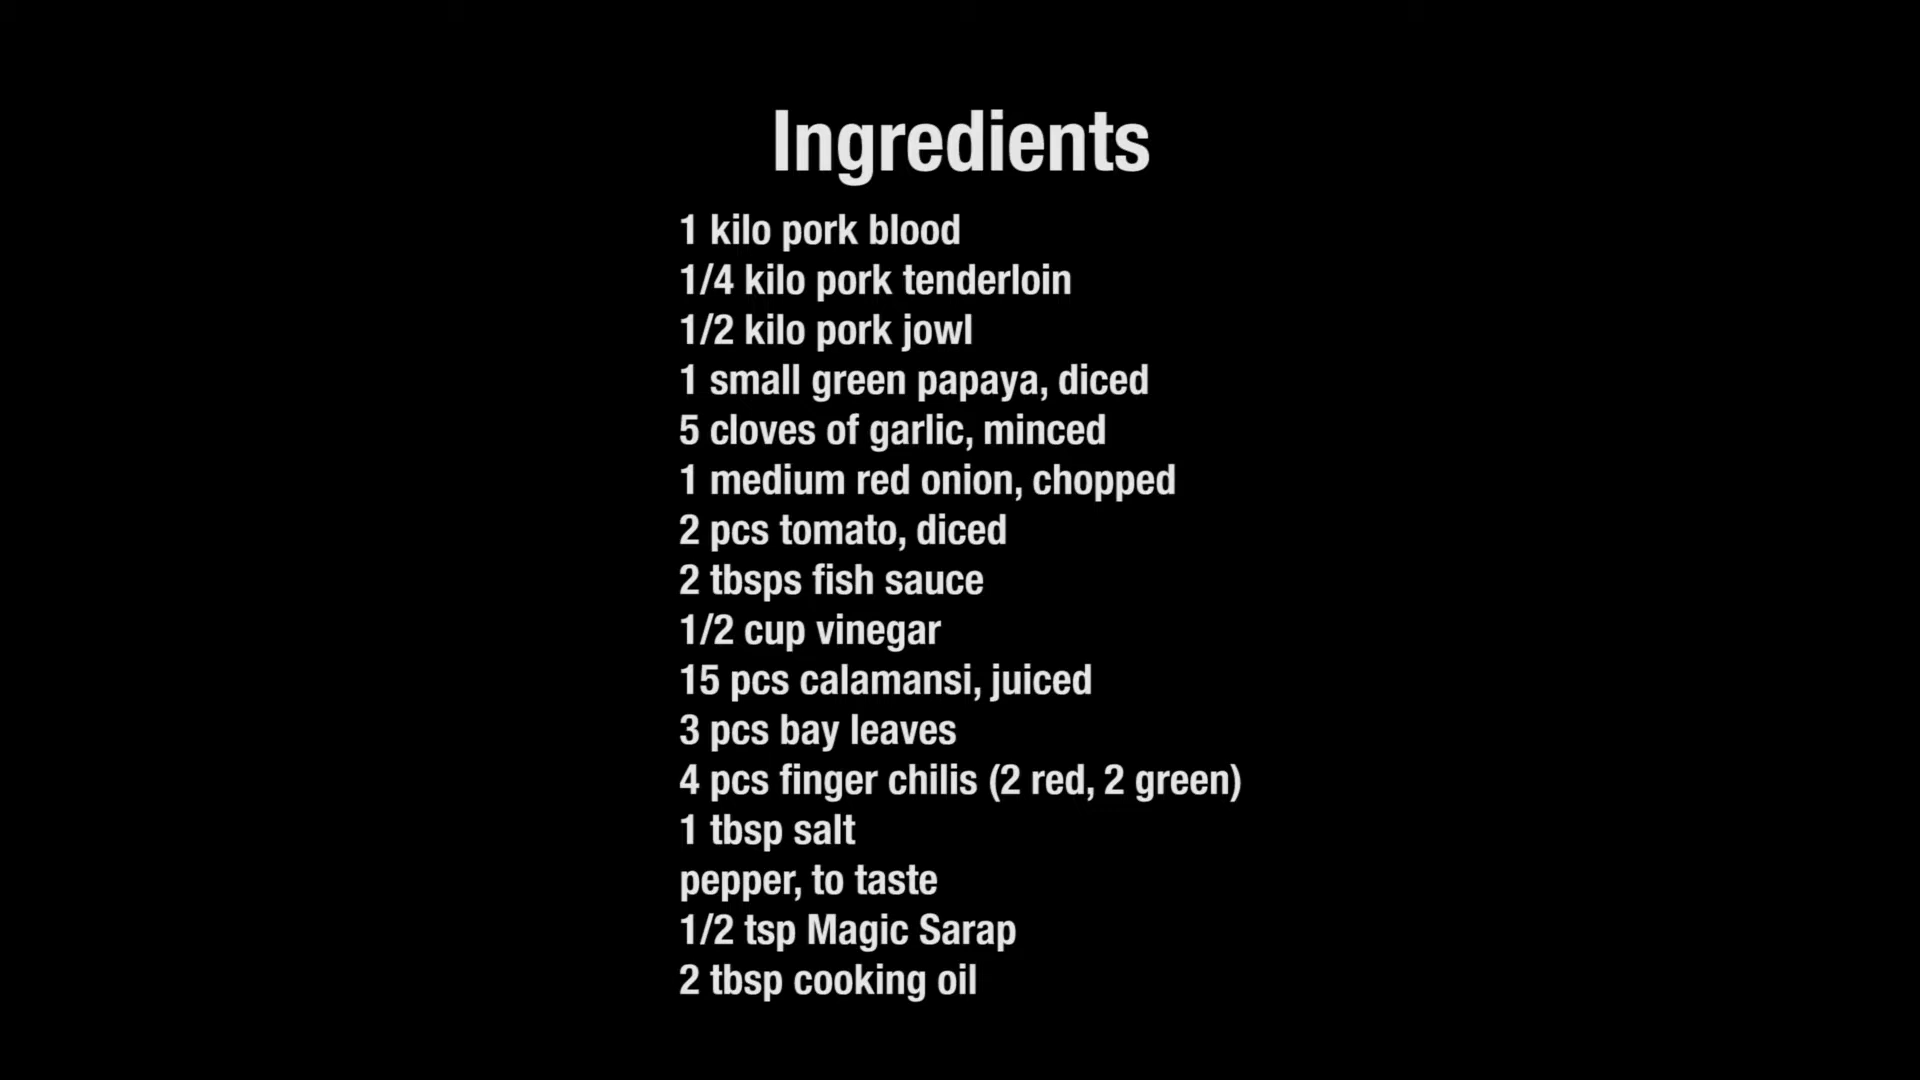 Ingredients
1 kilo pork blood
1/4 kilo pork tenderloin
1/2 kilo pork jowl
1 small green papaya, diced
5 cloves of garlic, minced
1 medium red onion, chopped
2 pcs tomato, diced
2 tbsps fish sauce
1/2 cup vinegar
15 pcs calamansi, juiced
3 pcs bay leaves
4 pcs finger chilis (2 red, 2 green)
1 tbsp salt
pepper, to taste
1/2 tsp Magic Sarap
2 tbsp cooking oil